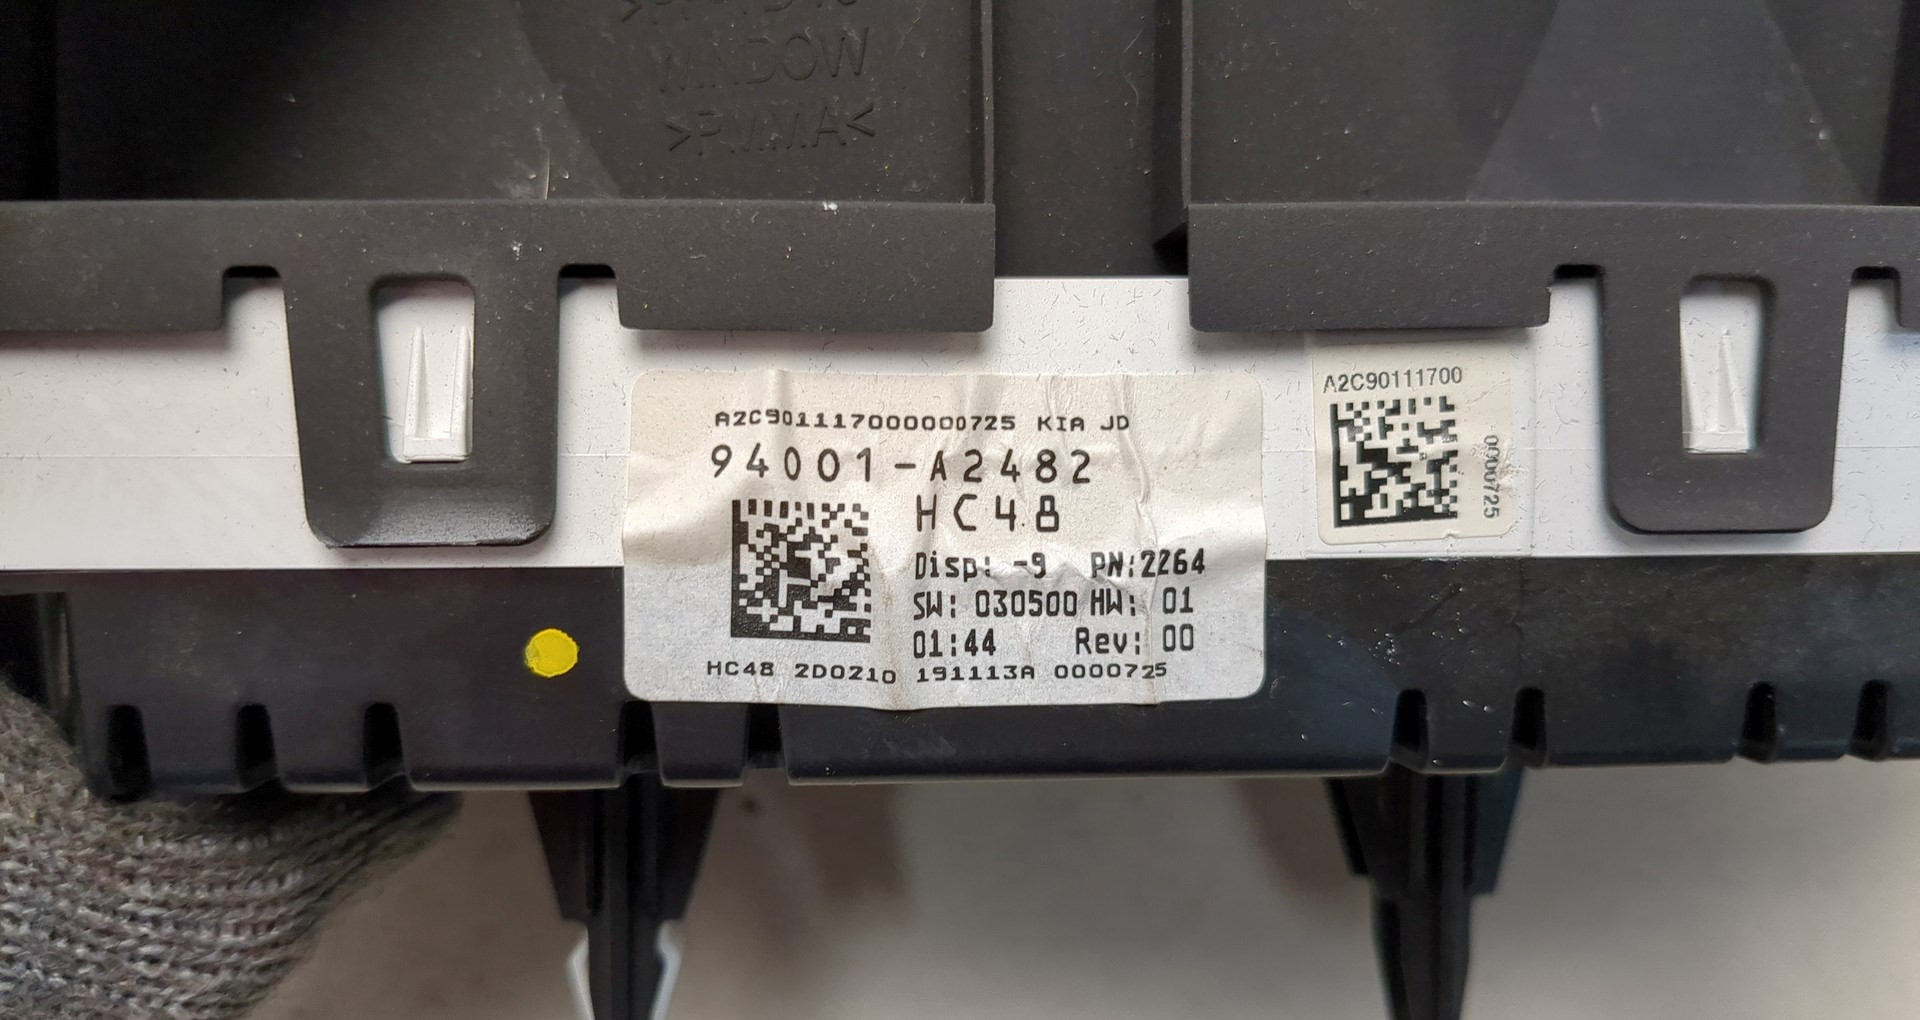 WINDOW
>PMMA<
A2C901117000000725 KIA JD
94001-A2482
HC48
Disp: -9 PN:2264
SW: 030500 HW: 01
01:44 Rev: 00
HC48 2D0210 191113A 0000725
A2C90111700
0000725